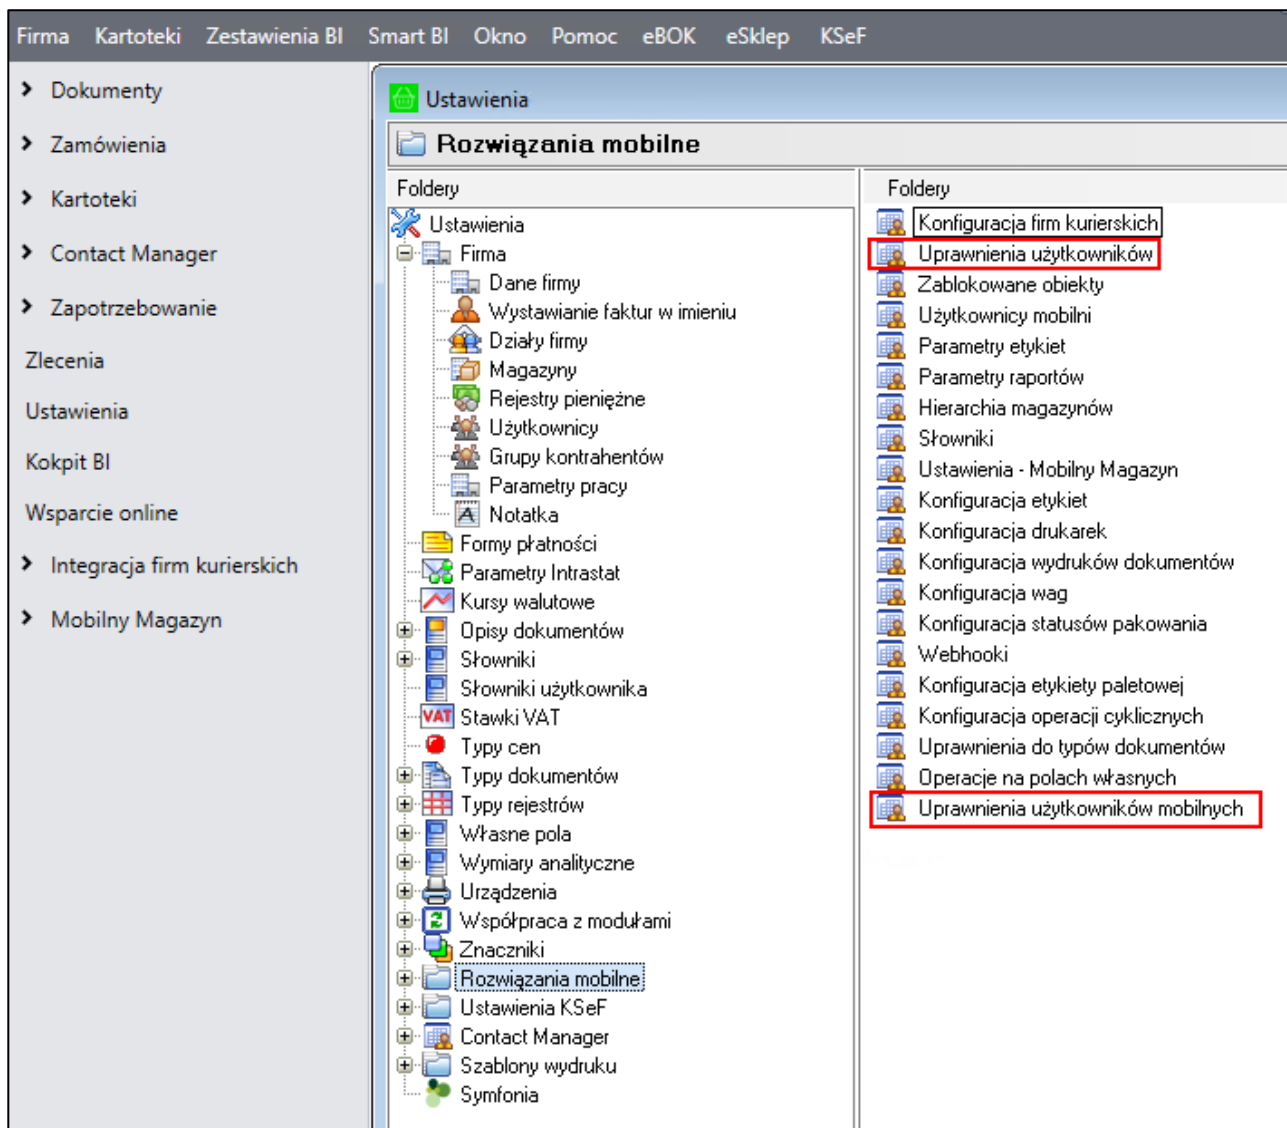 Firma Kartoteki Zestawienia BI Smart BI Okno Pomoc eBOK eSklep KSeF
Dokumenty
Zamówienia
Kartoteki
Contact Manager
Zapotrzebowanie
Zlecenia
Ustawienia
Kokpit BI
Wsparcie online
Integracja firm kurierskich
Mobilny Magazyn
Ustawienia
Rozwiązania mobilne
Foldery
Ustawienia
Firma
Dane firmy
Wystawianie faktur w imieniu
Działy firmy
Magazyny
Rejestry pieniężne
Użytkownicy
Grupy kontrahentów
Parametry pracy
Notatka
Formy płatności
Parametry Intrastat
Kursy walutowe
Opisy dokumentów
Słowniki
Słowniki użytkownika
VAT Stawki VAT
Typy cen
Typy dokumentów
Typy rejestrów
Własne pola
Wymiary analityczne
Urządzenia
Współpraca z modułami
Znaczniki
Rozwiązania mobilne
Ustawienia KSeF
Contact Manager
Szablony wydruku
Symfonia
Foldery
Konfiguracja firm kurierskich
Uprawnienia użytkowników
Zablokowane obiekty
Użytkownicy mobilni
Parametry etykiet
Parametry raportów
Hierarchia magazynów
Słowniki
Ustawienia - Mobilny Magazyn
Konfiguracja etykiet
Konfiguracja drukarek
Konfiguracja wydruków dokumentów
Konfiguracja wag
Konfiguracja statusów pakowania
Webhooki
Konfiguracja etykiety paletowej
Konfiguracja operacji cyklicznych
Uprawnienia do typów dokumentów
Operacje na polach własnych
Uprawnienia użytkowników mobilnych